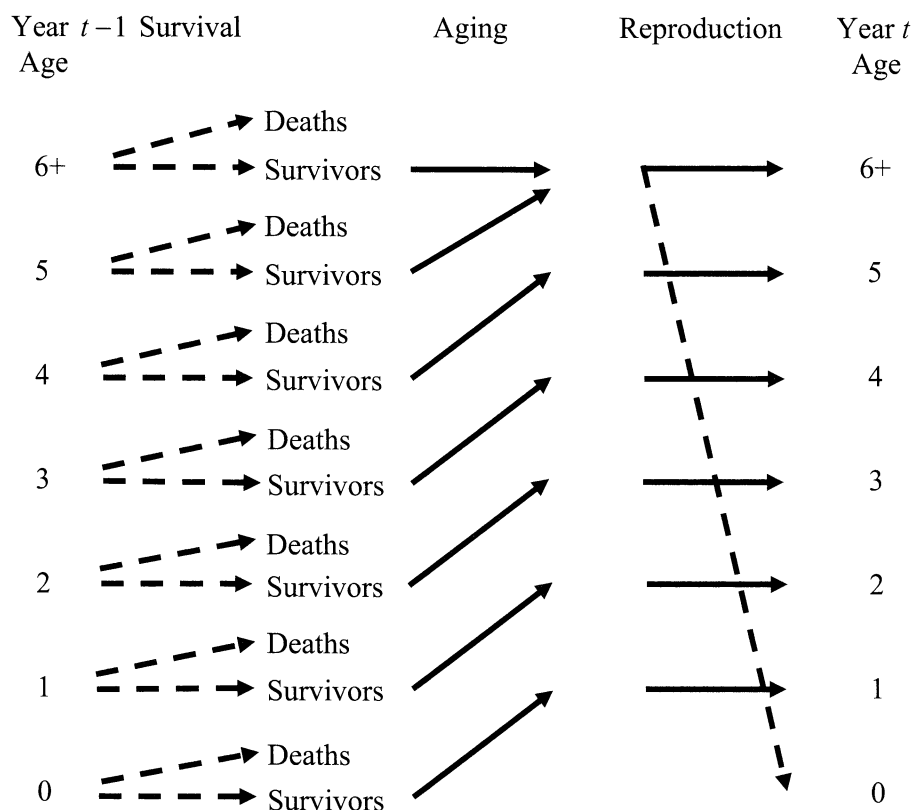 Year t –1 Survival Aging Reproduction Year t
Age Age
Deaths
6+ Survivors 6+
Deaths
5 Survivors 5
Deaths
4 Survivors 4
Deaths
3 Survivors 3
Deaths
2 Survivors 2
Deaths
1 Survivors 1
Deaths
0 Survivors 0